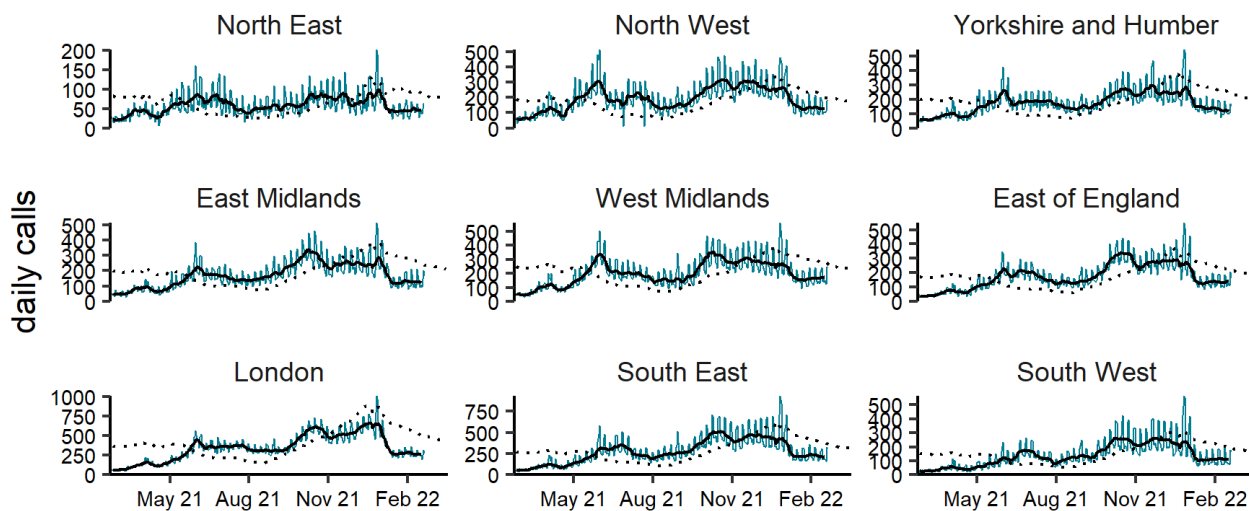 North East
North West
Yorkshire and Humber
200
150
100
50
0
500
400
300
200
100
0
500
400
300
200
100
0
East Midlands
West Midlands
East of England
500
400
300
200
100
0
500
400
300
200
100
0
500
400
300
200
100
0
daily calls
London
South East
South West
1000
750
500
250
0
750
500
250
0
500
400
300
200
100
0
May 21
Aug 21
Nov 21
Feb 22
May 21
Aug 21
Nov 21
Feb 22
May 21
Aug 21
Nov 21
Feb 22